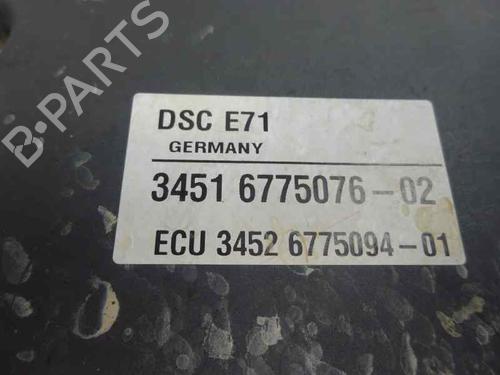 DSC E71
GERMANY
3451 6775076-02
ECU 3452 6775094-01
B-PARTS